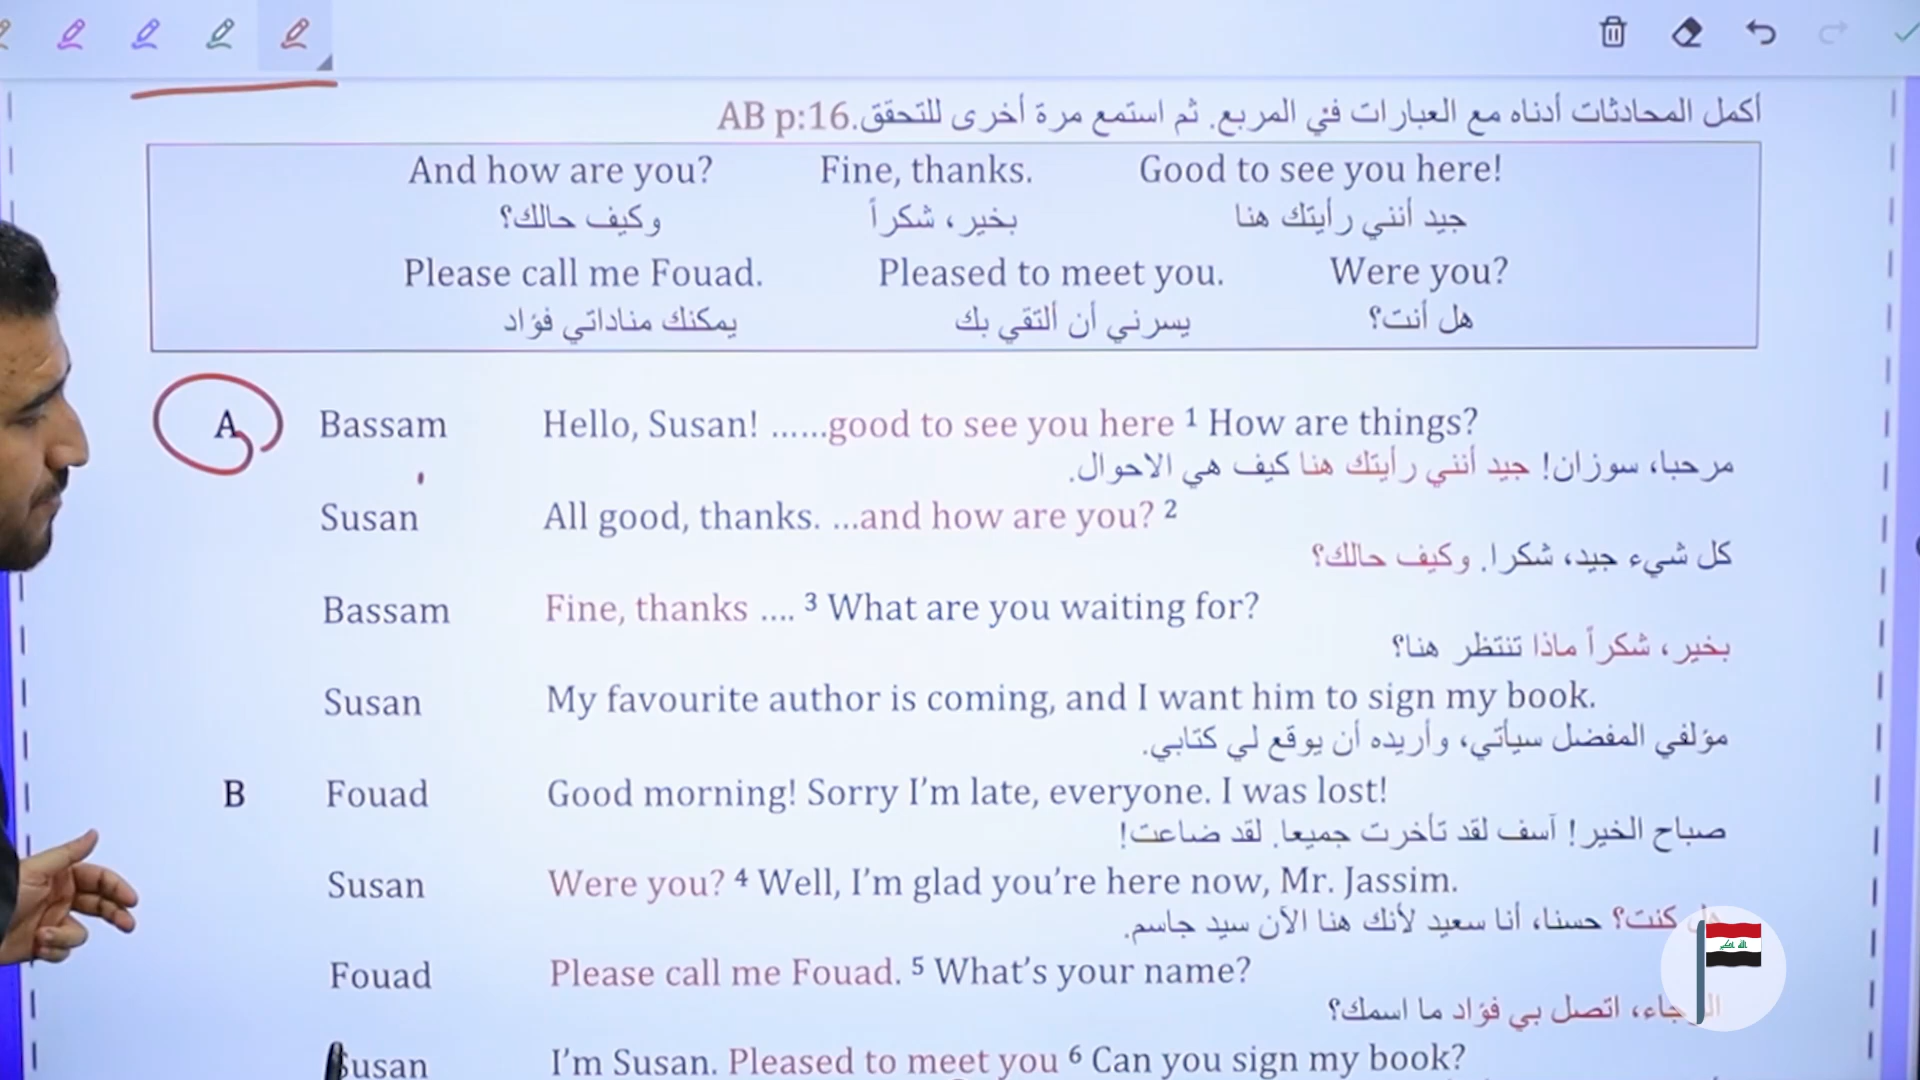 أكمل المحادثات أدناه مع العبارات في المربع. ثم استمع مرة أخرى للتحقق.AB p:16
And how are you? Fine, thanks. Good to see you here!
وكيف حالك؟ بخير، شكراً جيد أنني رأيتك هنا
Please call me Fouad. Pleased to meet you. Were you?
يمكنك مناداتي فؤاد يسرني أن ألتقي بك هل أنت؟
A Bassam Hello, Susan! ......good to see you here ¹ How are things?
مرحبا، سوزان! جيد أنني رأيتك هنا كيف هي الاحوال.
Susan All good, thanks. ...and how are you? ²
كل شيء جيد، شكرا. وكيف حالك؟
Bassam Fine, thanks .... ³ What are you waiting for?
بخير، شكراً ماذا تنتظر هنا؟
Susan My favourite author is coming, and I want him to sign my book.
مؤلفي المفضل سيأتي، وأريده أن يوقع لي كتابي.
B Fouad Good morning! Sorry I’m late, everyone. I was lost!
صباح الخير! آسف لقد تأخرت جميعا. لقد ضاعت!
Susan Were you? ⁴ Well, I’m glad you’re here now, Mr. Jassim.
كنت؟ حسنا، أنا سعيد لأنك هنا الآن سيد جاسم.
Fouad Please call me Fouad. ⁵ What’s your name?
اتصل بي فؤاد ما اسمك؟
Susan I’m Susan. Pleased to meet you ⁶ Can you sign my book?